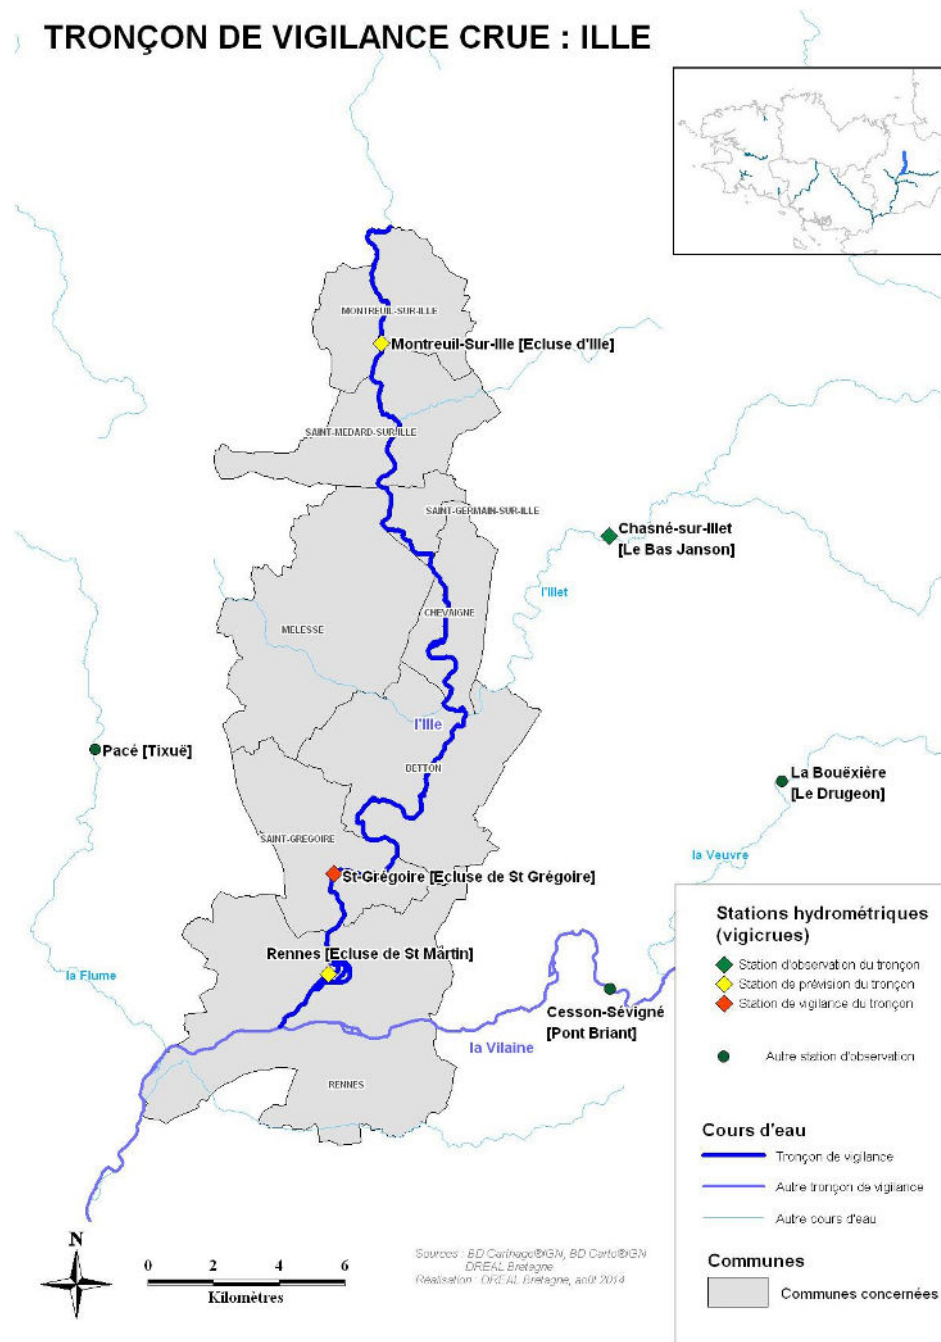 TRONÇON DE VIGILANCE CRUE : ILLE
MONTREUIL-SUR-ILLE
Montreuil-Sur-Ille [Ecluse d'Ille]
SAINT-MEDARD-SUR-ILLE
SAINT-GERMAIN-SUR-ILLE
Chasné-sur-Illet
[Le Bas Janson]
l'Illet
CHEVAIGNE
MELESSE
l'Ille
Pacé [Tixuë]
BETTON
La Bouëxière
[Le Drugeon]
SAINT-GREGOIRE
la Veuvre
St-Grégoire [Ecluse de St Grégoire]
Rennes [Ecluse de St Martin]
la Flume
Cesson-Sévigné
[Pont Briant]
la Vilaine
RENNES
Stations hydrométriques
(vigicrues)
Station d'observation du tronçon
Station de prévision du tronçon
Station de vigilance du tronçon
Autre station d'observation
Cours d'eau
Tronçon de vigilance
Autre tronçon de vigilance
Autre cours d'eau
Communes
Communes concernées
N
0 2 4 6
Kilomètres
Sources : BD Carthage®IGN, BD Carto®IGN
DREAL Bretagne
Réalisation : DREAL Bretagne, août 2014